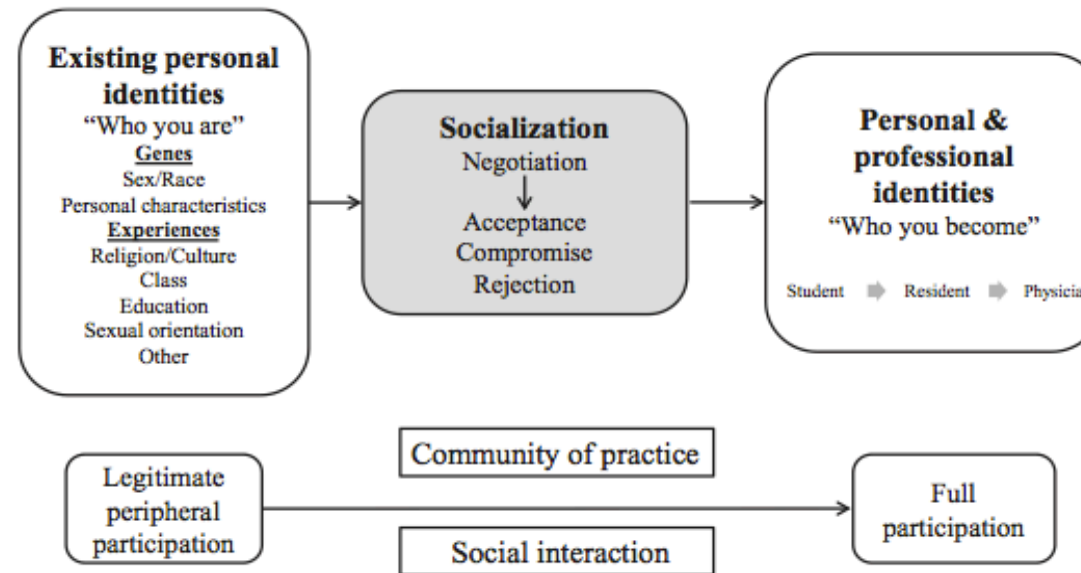 Existing personal
identities
“Who you are”
Genes
Sex/Race
Personal characteristics
Experiences
Religion/Culture
Class
Education
Sexual orientation
Other
Socialization
Negotiation
Acceptance
Compromise
Rejection
Personal &
professional
identities
“Who you become”
Student Resident Physicia
Legitimate
peripheral
participation
Community of practice
Social interaction
Full
participation